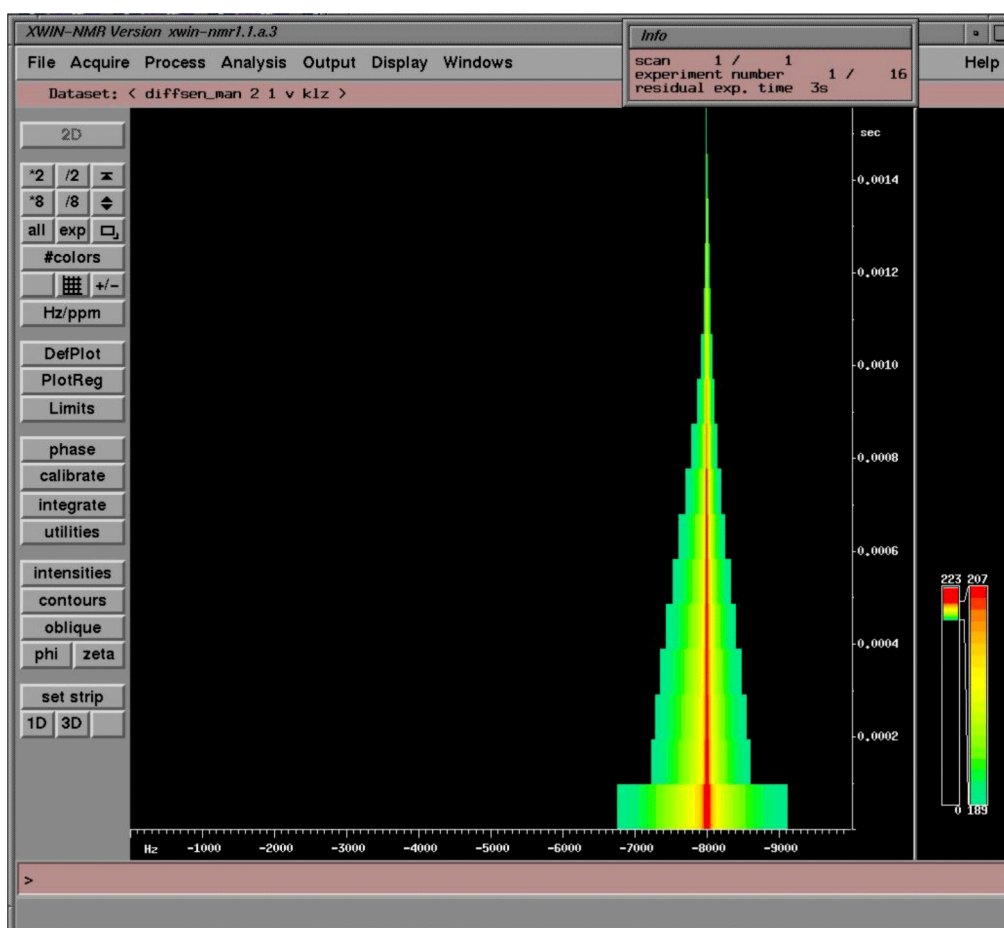 XWIN-NMR Version xwin-nmr1.1.a.3
Info
File Acquire Process Analysis Output Display Windows
Help
scan 1 / 1
experiment number 1 / 16
residual exp. time 3s
Dataset: < diffsen_man 2 1 v klz >
2D
*2 /2
*8 /8
all exp
#colors
+/-
Hz/ppm
DefPlot
PlotReg
Limits
phase
calibrate
integrate
utilities
intensities
contours
oblique
phi zeta
set strip
1D 3D
sec
0.0014
0.0012
0.0010
0.0008
0.0006
0.0004
0.0002
Hz -1000 -2000 -3000 -4000 -5000 -6000 -7000 -8000 -9000
223 207
0 189
>